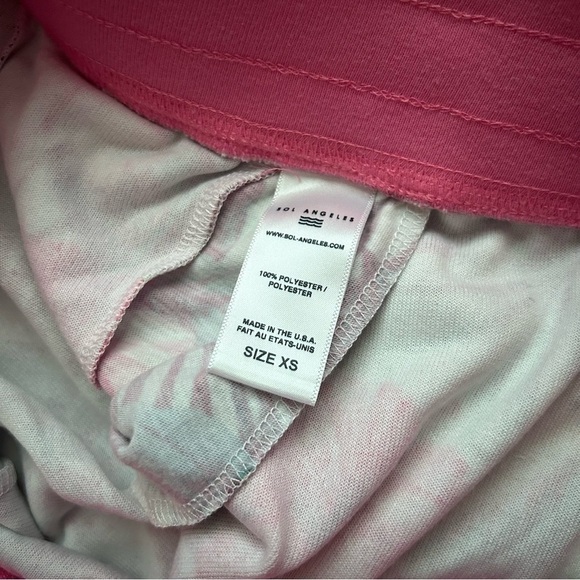 SOL ANGELES
WWW.SOL-ANGELES.COM
100% POLYESTER/
POLYESTER
MADE IN THE U.S.A.
FAIT AU ETATS-UNIS
SIZE XS